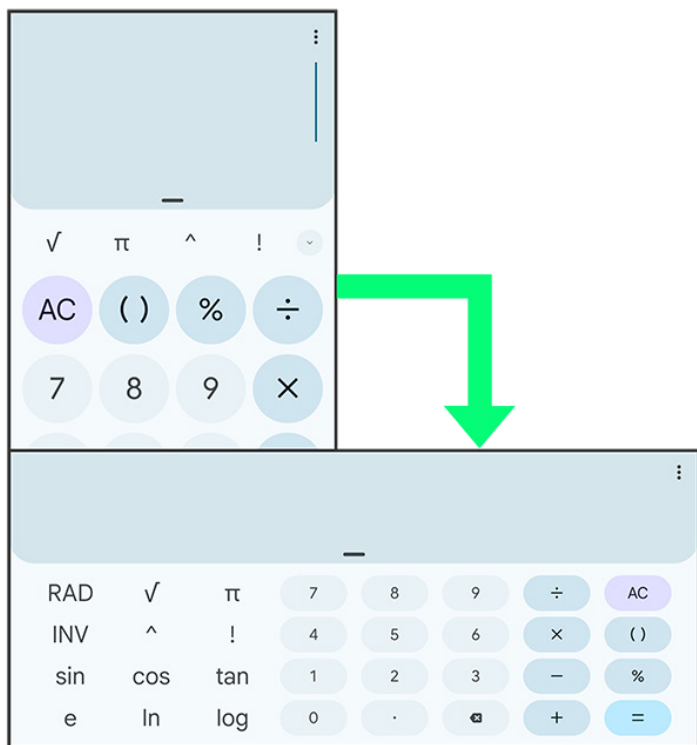 √ π ^ !
AC ( ) % ÷
7 8 9 ×
RAD √ π 7 8 9 ÷ AC
INV ^ ! 4 5 6 × ( )
sin cos tan 1 2 3 − %
e ln log 0 . + =